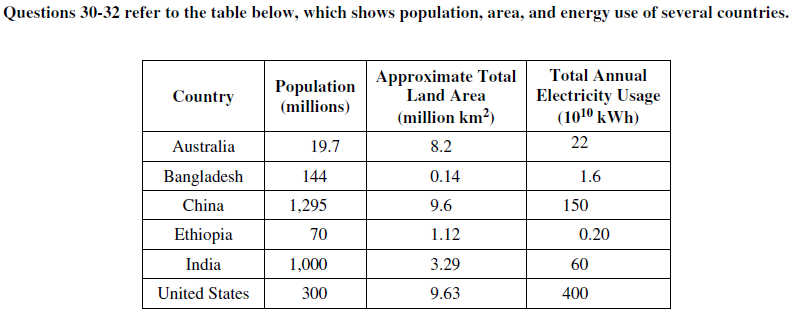 Questions 30-32 refer to the table below, which shows population, area, and energy use of several countries.
Country Population (millions) Approximate Total Land Area (million km²) Total Annual Electricity Usage (10¹⁰ kWh)
Australia 19.7 8.2 22
Bangladesh 144 0.14 1.6
China 1,295 9.6 150
Ethiopia 70 1.12 0.20
India 1,000 3.29 60
United States 300 9.63 400